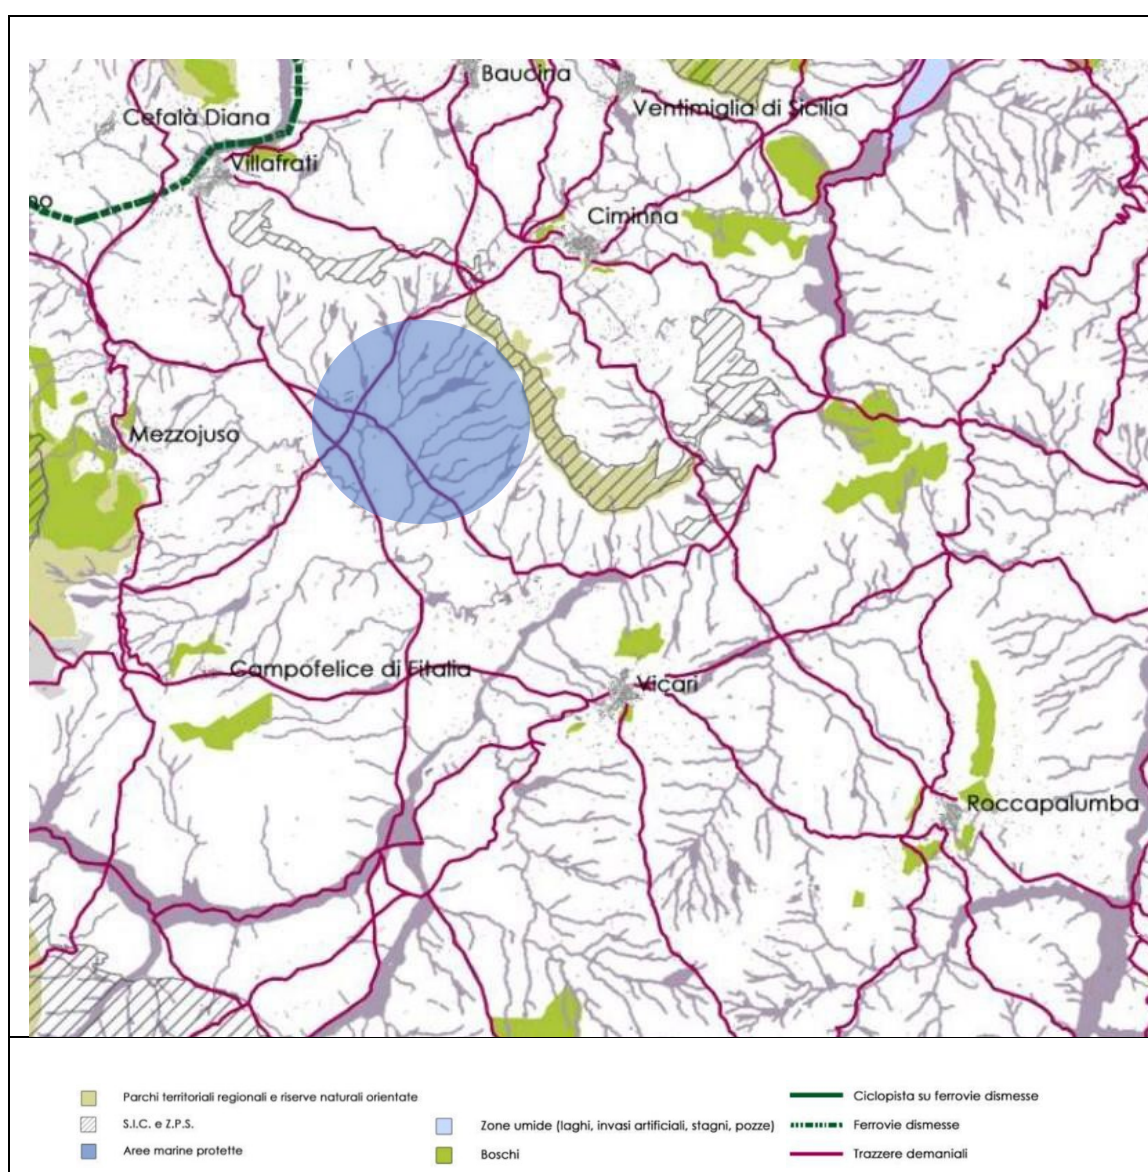 Baucina
Ventimiglia di Sicilia
Cefalà Diana
Villafrati
no
Ciminna
Mezzojuso
Campofelice di Fitalia
Vicari
Roccapalumba
Parchi territoriali regionali e riserve naturali orientate
S.I.C. e Z.P.S.
Aree marine protette
Zone umide (laghi, invasi artificiali, stagni, pozze)
Boschi
Ciclopista su ferrovie dismesse
Ferrovie dismesse
Trazzere demaniali